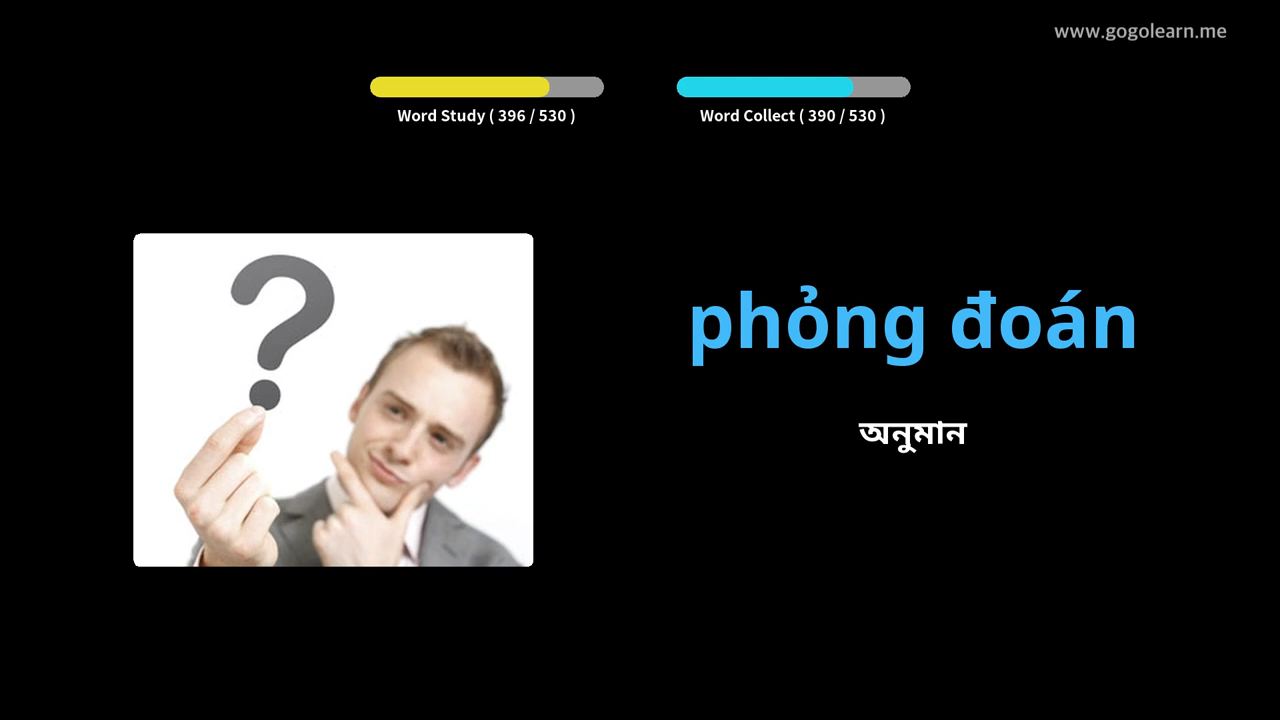 www.gogolearn.me
Word Study ( 396 / 530 )
Word Collect ( 390 / 530 )
phỏng đoán
অনুমান